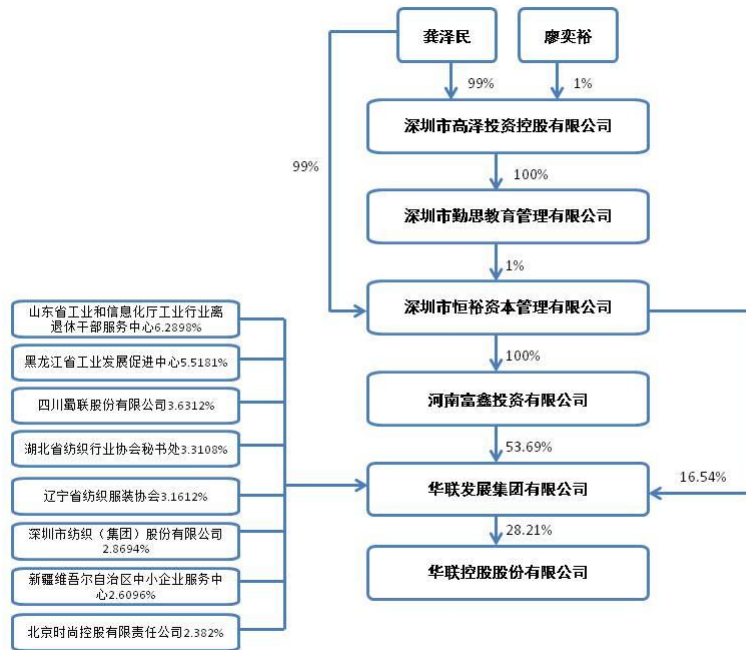 龚泽民
廖奕裕
99%
1%
深圳市高泽投资控股有限公司
99%
100%
深圳市勤思教育管理有限公司
1%
深圳市恒裕资本管理有限公司
山东省工业和信息化厅工业行业离
退休干部服务中心6.2898%
100%
黑龙江省工业发展促进中心5.5181%
四川蜀联股份有限公司3.6312%
河南富鑫投资有限公司
湖北省纺织行业协会秘书处3.3108%
53.69%
辽宁省纺织服装协会3.1612%
华联发展集团有限公司
16.54%
深圳市纺织（集团）股份有限公司
2.8694%
28.21%
新疆维吾尔自治区中小企业服务中
心2.6096%
华联控股股份有限公司
北京时尚控股有限责任公司2.382%